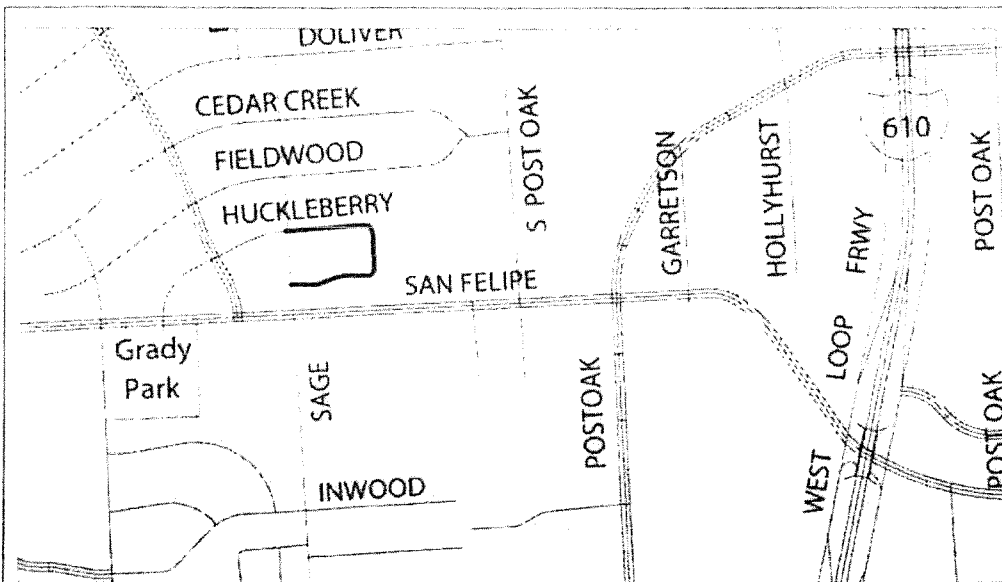 DOLIVER
CEDAR CREEK
FIELDWOOD
HUCKLEBERRY
S POST OAK
GARRETSON
HOLLYHURST
610
POST OAK
FRWY
SAN FELIPE
LOOP
Grady
Park
SAGE
POSTOAK
POST OAK
WEST
INWOOD